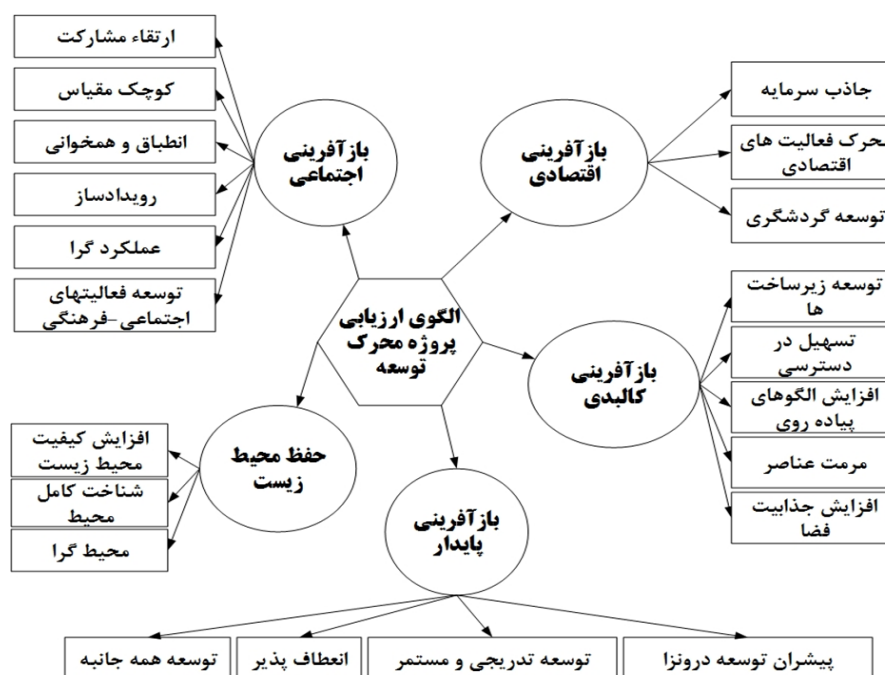 ارتقاء مشارکت
کوچک مقیاس
انطباق و همخوانی
رویدادساز
عملکرد گرا
توسعه فعالیتهای
اجتماعی-فرهنگی
بازآفرینی
اجتماعی
بازآفرینی
اقتصادی
جاذب سرمایه
محرک فعالیت های
اقتصادی
توسعه گردشگری
الگوی ارزیابی
پروژه محرک
توسعه
بازآفرینی
کالبدی
توسعه زیرساخت
ها
تسهیل در
دسترسی
افزایش الگوهای
پیاده روی
مرمت عناصر
افزایش جذابیت
فضا
حفظ محیط
زیست
افزایش کیفیت
محیط زیست
شناخت کامل
محیط
محیط گرا
بازآفرینی
پایدار
پیشران توسعه درونزا
توسعه تدریجی و مستمر
انعطاف پذیر
توسعه همه جانبه